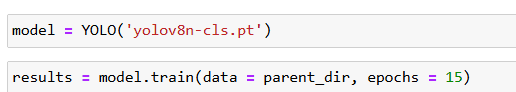 model = YOLO('yolov8n-cls.pt')
results = model.train(data = parent_dir, epochs = 15)